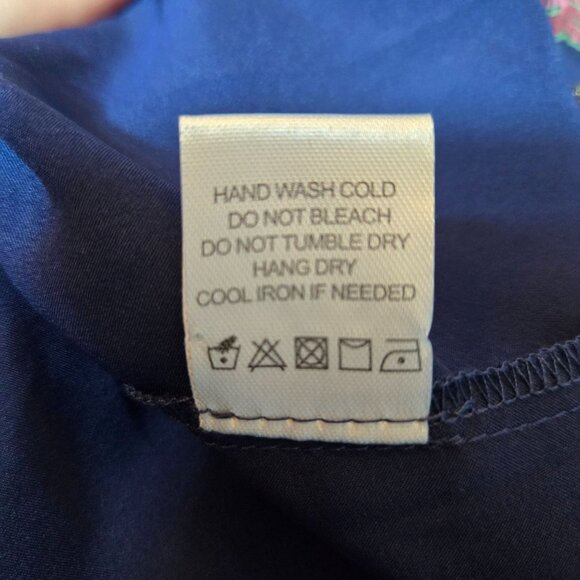 HAND WASH COLD
DO NOT BLEACH
DO NOT TUMBLE DRY
HANG DRY
COOL IRON IF NEEDED